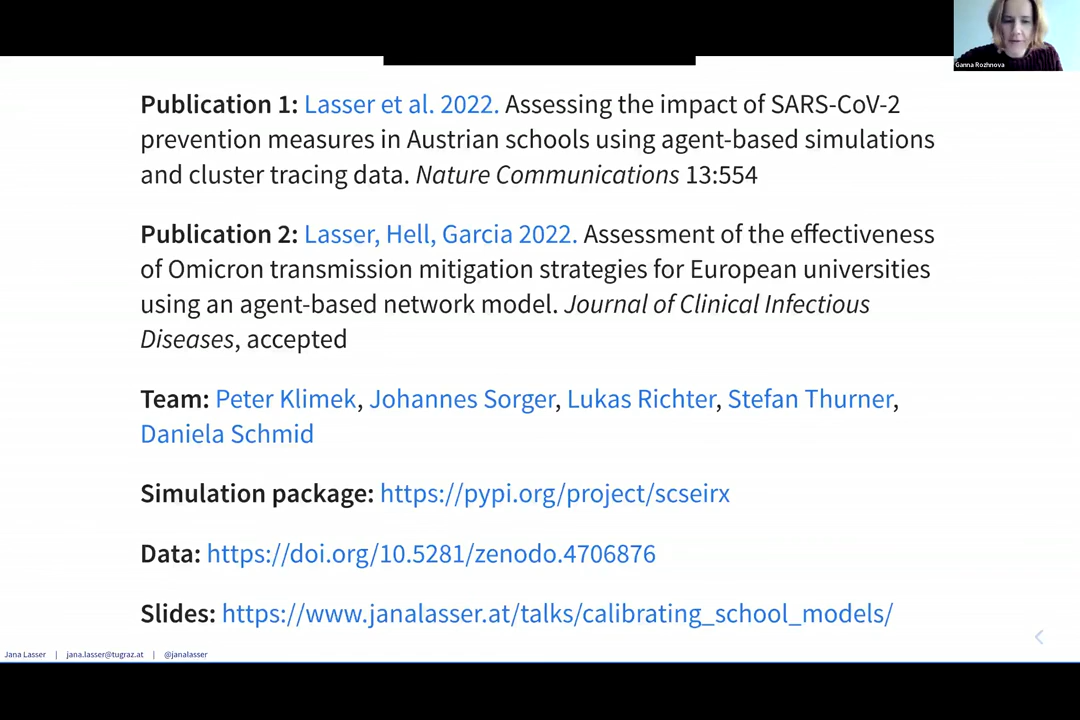 Ganna Rozhnova
Publication 1: Lasser et al. 2022. Assessing the impact of SARS-CoV-2
prevention measures in Austrian schools using agent-based simulations
and cluster tracing data. Nature Communications 13:554
Publication 2: Lasser, Hell, Garcia 2022. Assessment of the effectiveness
of Omicron transmission mitigation strategies for European universities
using an agent-based network model. Journal of Clinical Infectious
Diseases, accepted
Team: Peter Klimek, Johannes Sorger, Lukas Richter, Stefan Thurner,
Daniela Schmid
Simulation package: https://pypi.org/project/scseirx
Data: https://doi.org/10.5281/zenodo.4706876
Slides: https://www.janalasser.at/talks/calibrating_school_models/
Jana Lasser | jana.lasser@tugraz.at | @janalasser